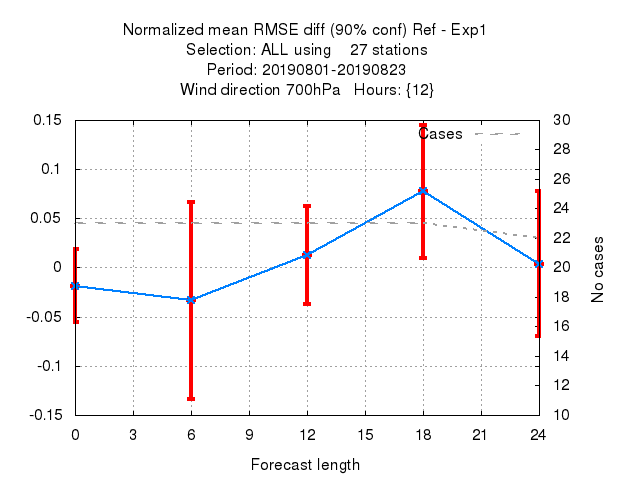 Normalized mean RMSE diff (90% conf) Ref - Exp1
Selection: ALL using    27 stations
Period: 20190801-20190823
Wind direction 700hPa   Hours: {12}
Cases
0.15
0.1
0.05
0
-0.05
-0.1
-0.15
30
28
26
24
22
20
18
16
14
12
10
No cases
0 3 6 9 12 15 18 21 24
Forecast length